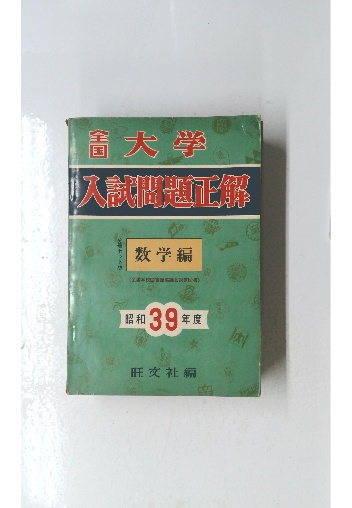 全国 大学
入試問題正解
数学編
昭和39年度
旺文社編